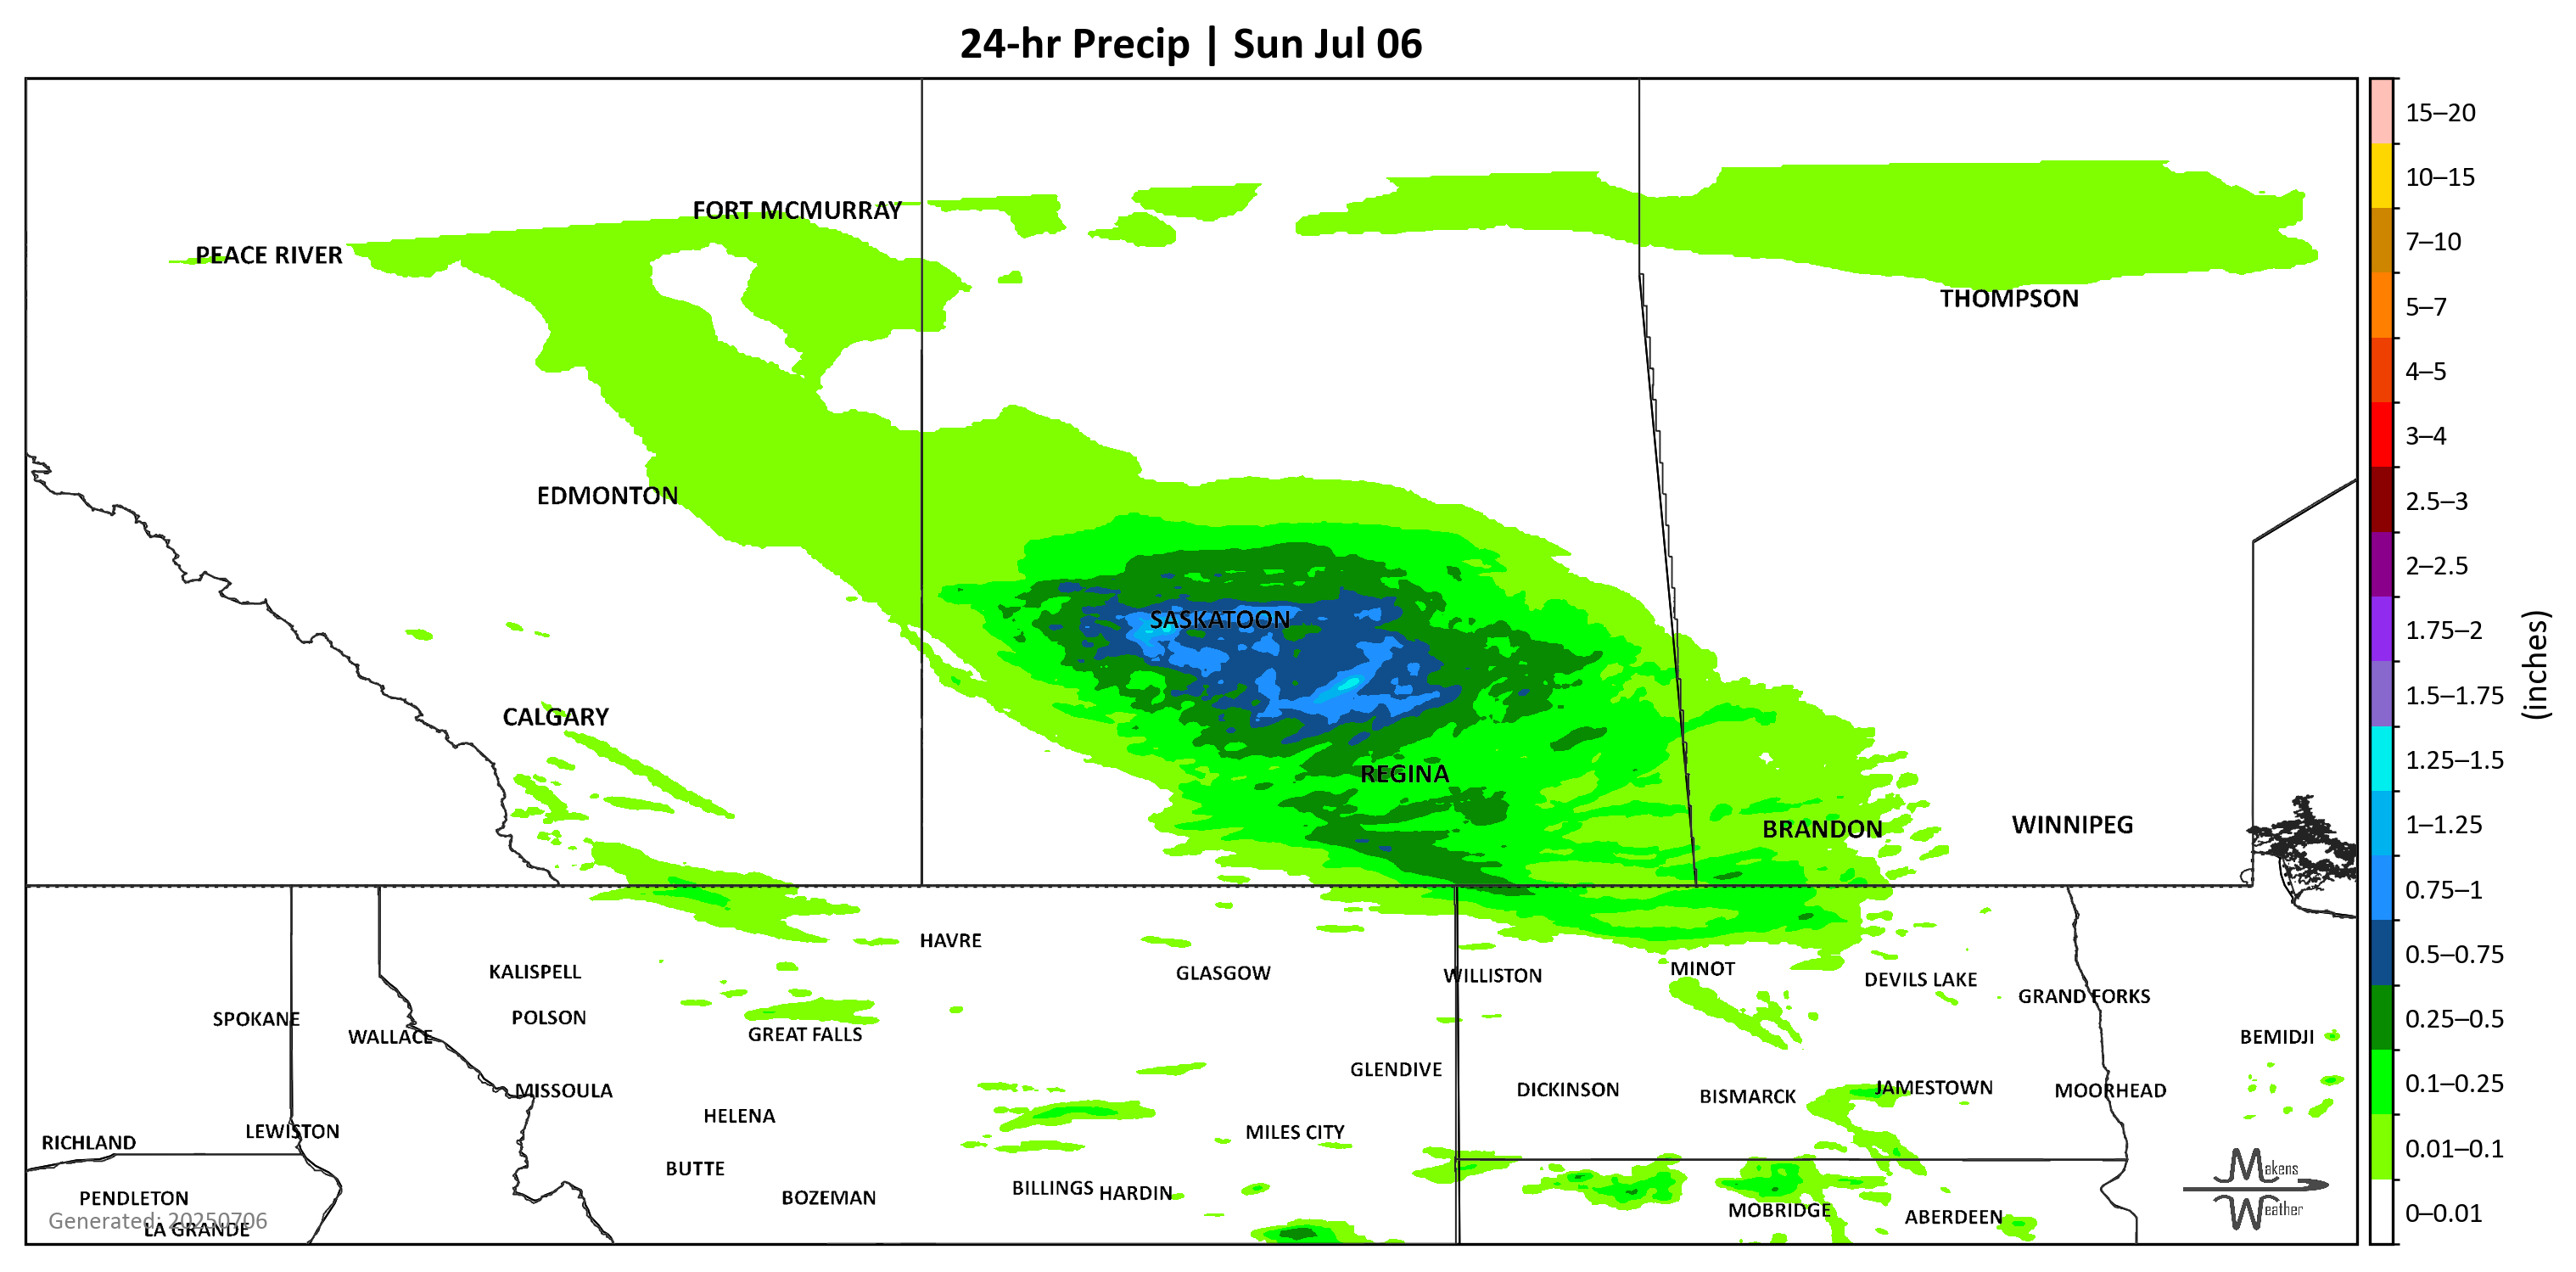 24-hr Precip | Sun Jul 06
FORT MCMURRAY
PEACE RIVER
THOMPSON
EDMONTON
SASKATOON
CALGARY
REGINA
BRANDON
WINNIPEG
HAVRE
KALISPELL
GLASGOW
WILLISTON
MINOT
DEVILS LAKE
GRAND FORKS
SPOKANE
POLSON
WALLACE
GREAT FALLS
BEMIDJI
GLENDIVE
MISSOULA
DICKINSON
BISMARCK
JAMESTOWN
MOORHEAD
HELENA
LEWISTON
RICHLAND
MILES CITY
BUTTE
BILLINGS
HARDIN
PENDLETON
BOZEMAN
MOBRIDGE
ABERDEEN
Generated: 20250706
LA GRANDE
Makens
Weather
15–20
10–15
7–10
5–7
4–5
3–4
2.5–3
2–2.5
1.75–2
1.5–1.75
1.25–1.5
1–1.25
0.75–1
0.5–0.75
0.25–0.5
0.1–0.25
0.01–0.1
0–0.01
(inches)